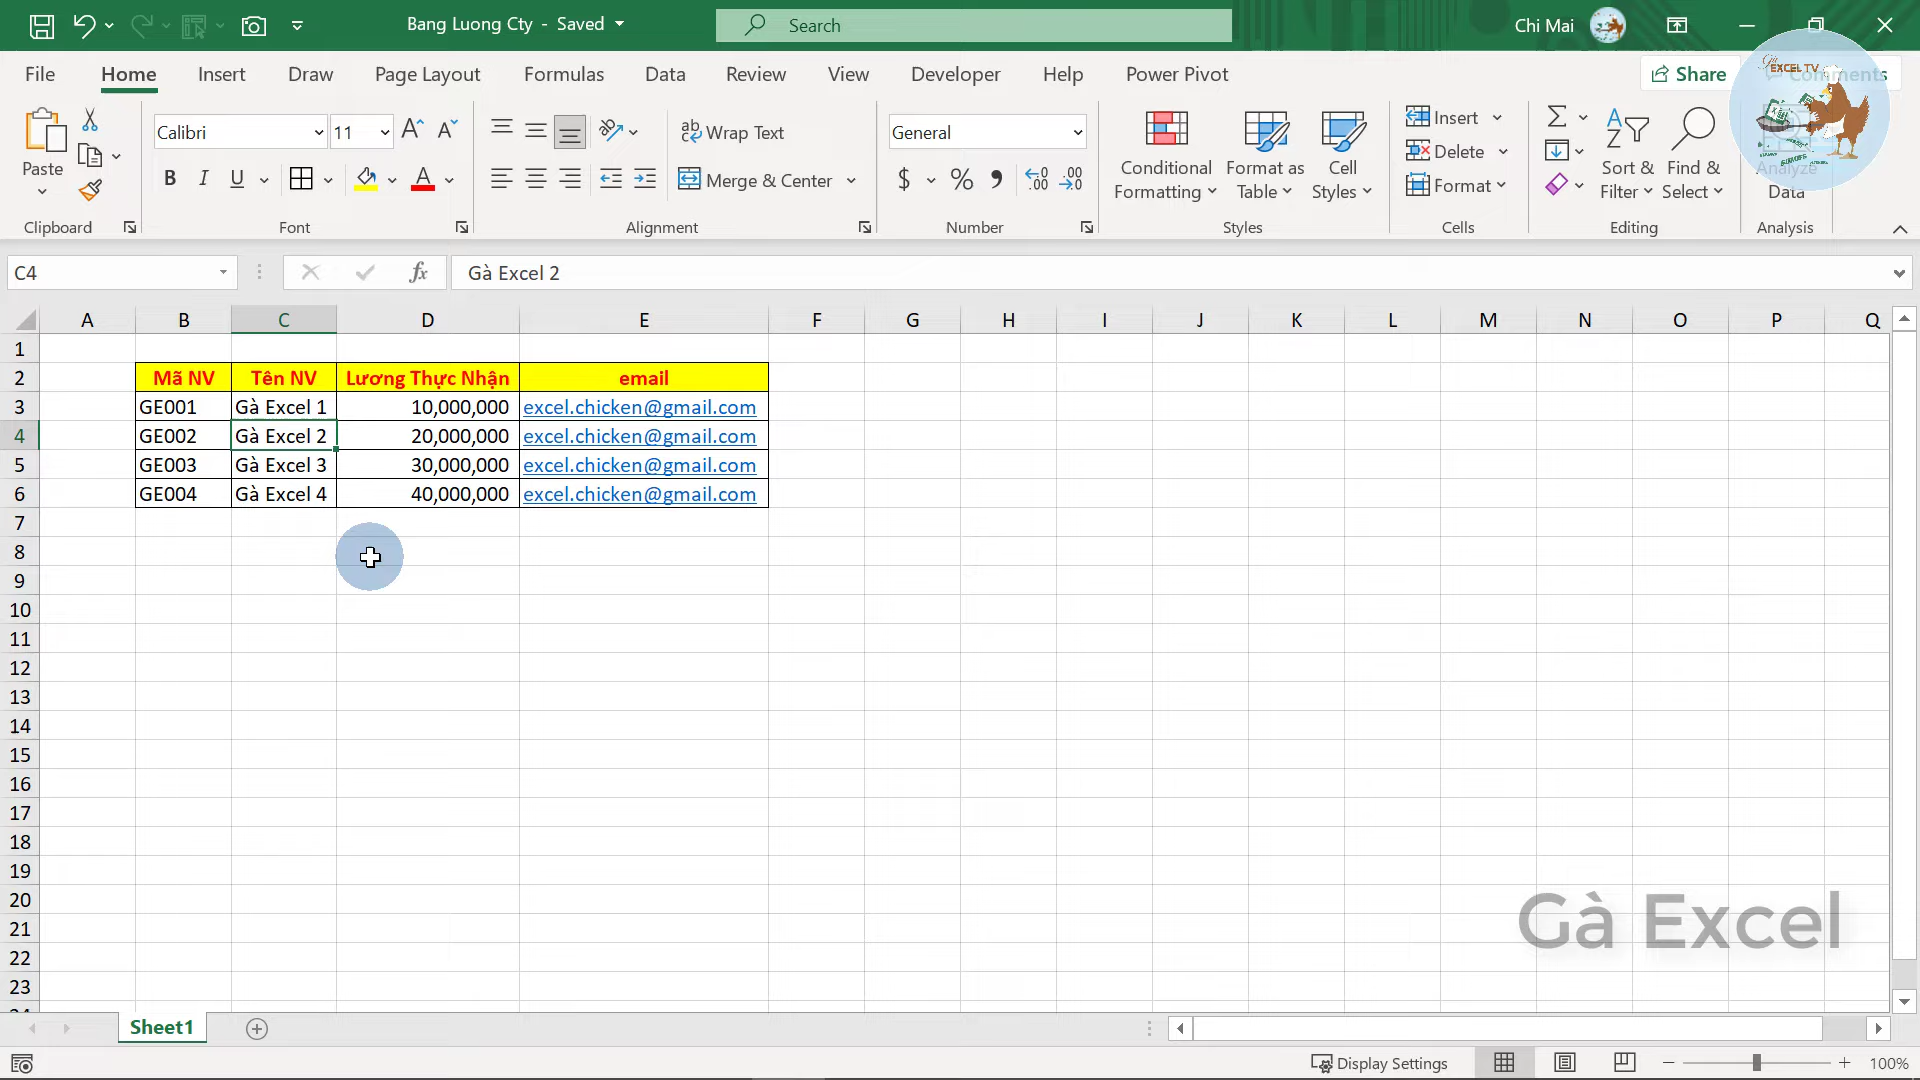 Bang Luong Cty - Saved
Search
Chi Mai
File Home Insert Draw Page Layout Formulas Data Review View Developer Help Power Pivot Share Comments
EXCEL TV
Paste
Calibri 11
B I U
Wrap Text
Merge & Center
General
$ %
Conditional Formatting
Format as Table
Cell Styles
Insert
Delete
Format
Sort & Filter
Find & Select
Analyze Data
Clipboard Font Alignment Number Styles Cells Editing Analysis
C4 fx Gà Excel 2
A B C D E F G H I J K L M N O P Q
1
2 Mã NV Tên NV Lương Thực Nhận email
3 GE001 Gà Excel 1 10,000,000 excel.chicken@gmail.com
4 GE002 Gà Excel 2 20,000,000 excel.chicken@gmail.com
5 GE003 Gà Excel 3 30,000,000 excel.chicken@gmail.com
6 GE004 Gà Excel 4 40,000,000 excel.chicken@gmail.com
7
8
9
10
11
12
13
14
15
16
17
18
19
20
21
22
23
Gà Excel
Sheet1
Display Settings 100%